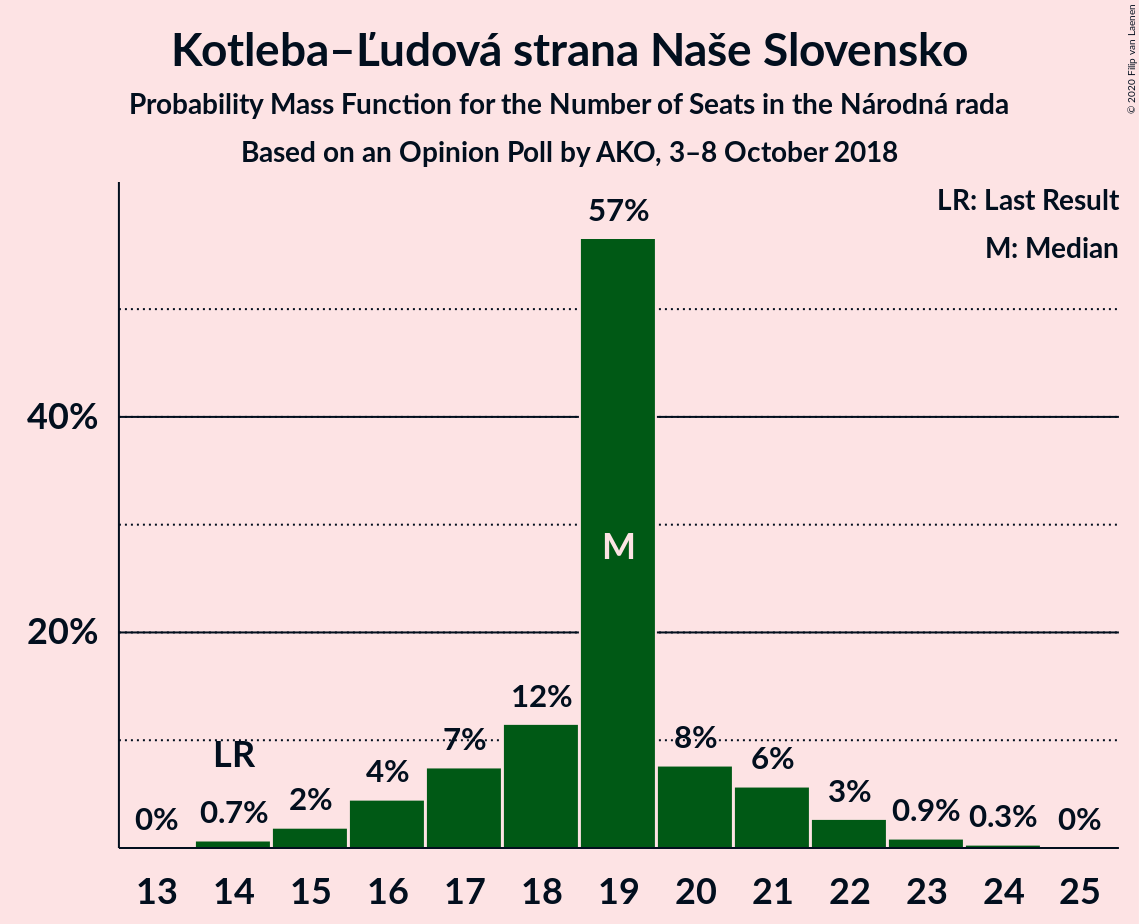 Kotleba–Ľudová strana Naše Slovensko
Probability Mass Function for the Number of Seats in the Národná rada
Based on an Opinion Poll by AKO, 3–8 October 2018
© 2020 Filip van Laenen
LR: Last Result
M: Median
57%
40%
M
20%
12%
8%
7%
6%
LR
4%
3%
2%
0.9%
0.7%
0.3%
0%
0%
13 14 15 16 17 18 19 20 21 22 23 24 25